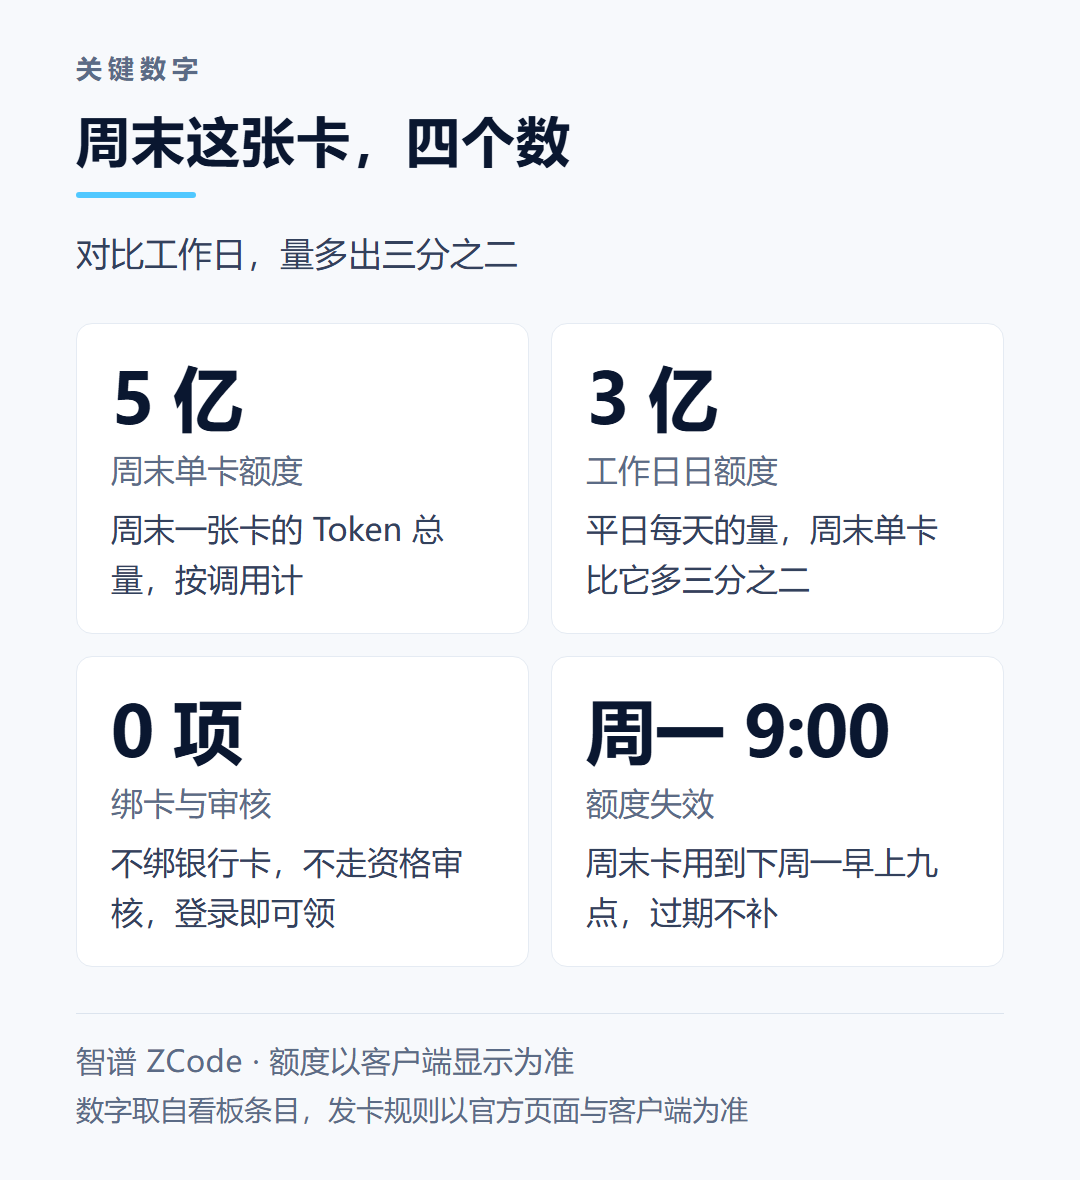 关键数字
周末这张卡，四个数
对比工作日，量多出三分之二
5 亿
周末单卡额度
周末一张卡的 Token 总
量，按调用计
3 亿
工作日日额度
平日每天的量，周末单卡
比它多三分之二
0 项
绑卡与审核
不绑银行卡，不走资格审
核，登录即可领
周一 9:00
额度失效
周末卡用到下周一早上九
点，过期不补
智谱 ZCode · 额度以客户端显示为准
数字取自看板条目，发卡规则以官方页面与客户端为准